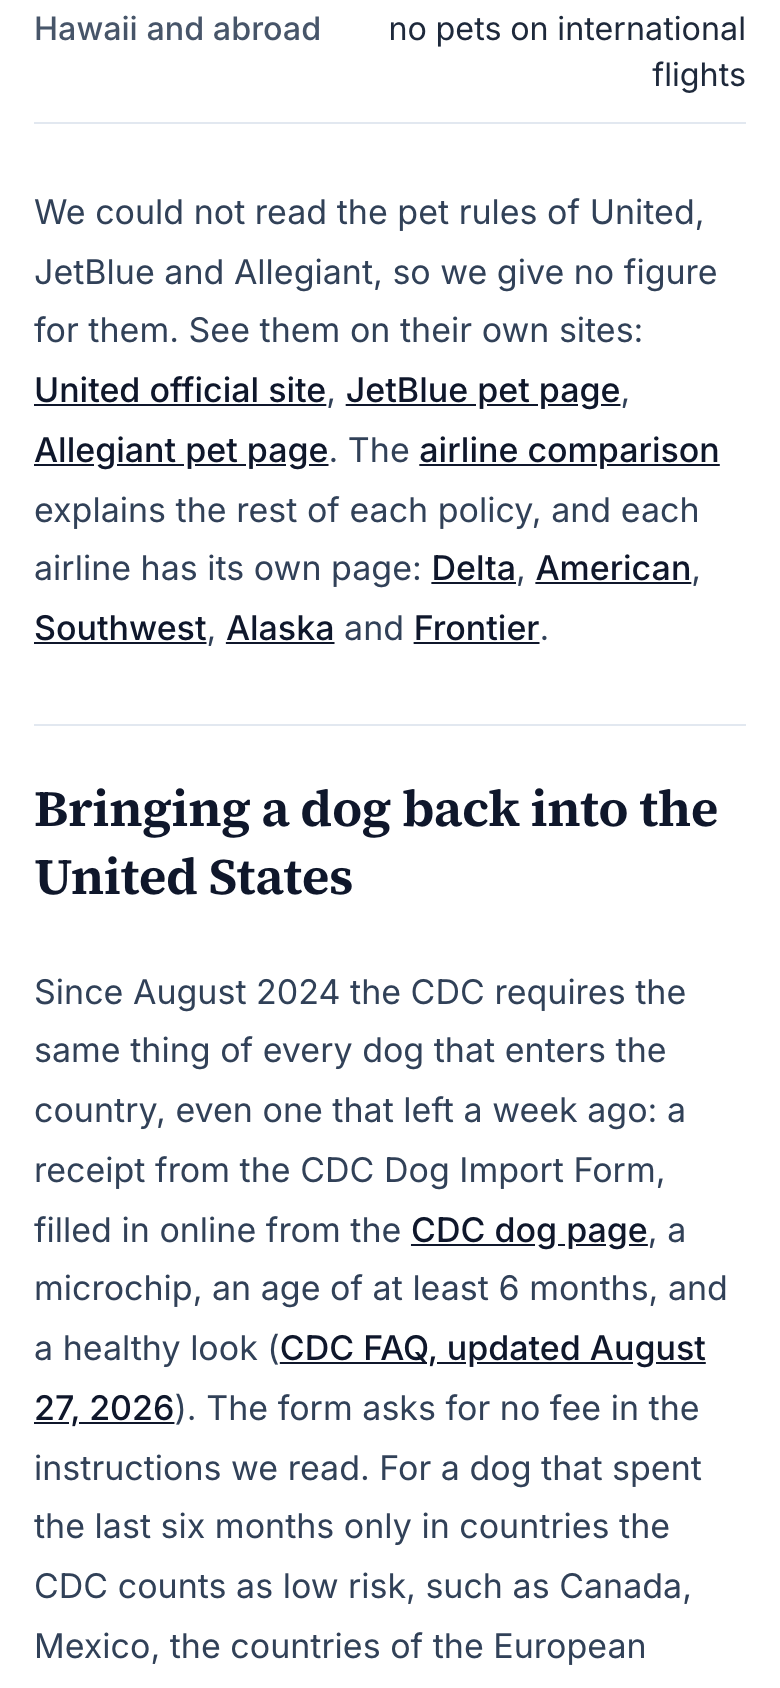 Hawaii and abroad
no pets on international
flights
We could not read the pet rules of United,
JetBlue and Allegiant, so we give no figure
for them. See them on their own sites:
United official site, JetBlue pet page,
Allegiant pet page. The airline comparison
explains the rest of each policy, and each
airline has its own page: Delta, American,
Southwest, Alaska and Frontier.
Bringing a dog back into the
United States
Since August 2024 the CDC requires the
same thing of every dog that enters the
country, even one that left a week ago: a
receipt from the CDC Dog Import Form,
filled in online from the CDC dog page, a
microchip, an age of at least 6 months, and
a healthy look (CDC FAQ, updated August
27, 2026). The form asks for no fee in the
instructions we read. For a dog that spent
the last six months only in countries the
CDC counts as low risk, such as Canada,
Mexico, the countries of the European